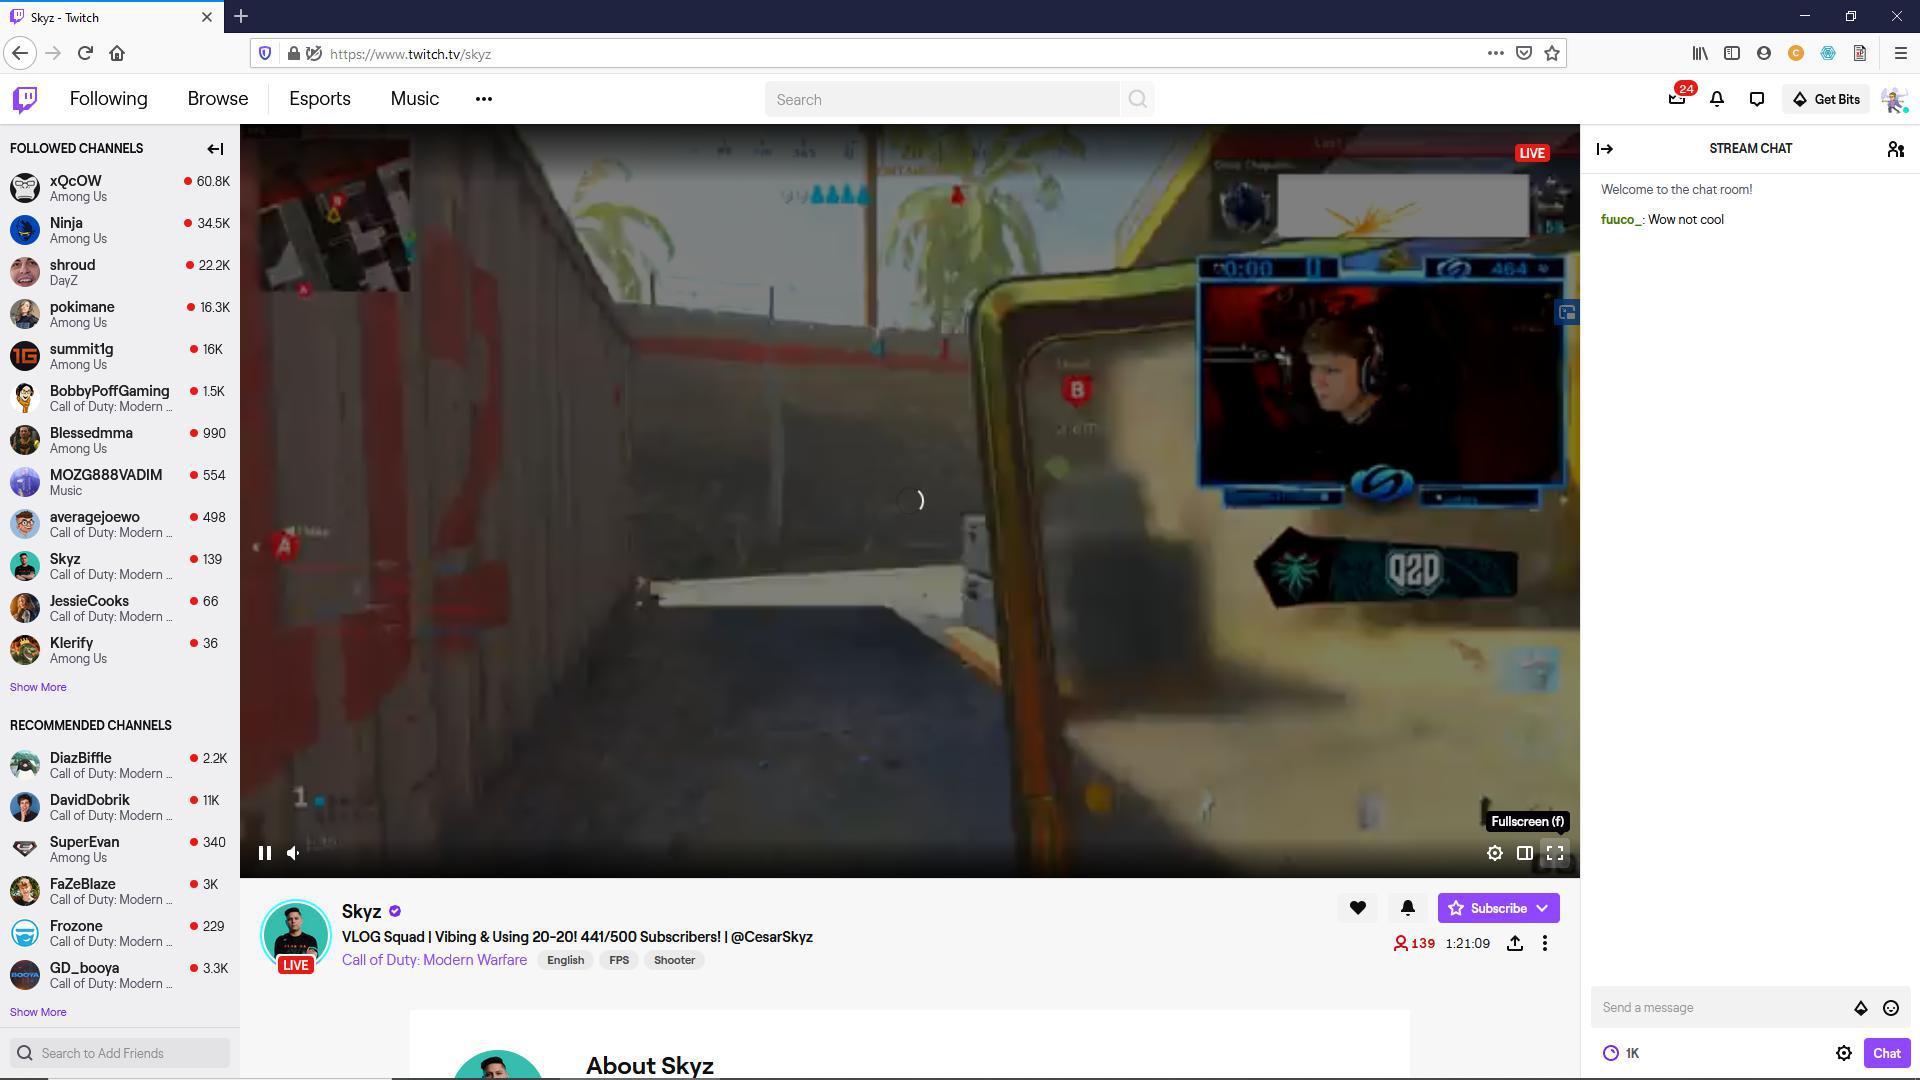 Skyz - Twitch
https://www.twitch.tv/skyz
Following
Browse
Esports
Music
Search
24
Get Bits
FOLLOWED CHANNELS
xQcOW
60.8K
Among Us
Ninja
34.5K
Among Us
shroud
22.2K
DayZ
pokimane
16.3K
Among Us
summit1g
16K
Among Us
BobbyPoffGaming
1.5K
Call of Duty: Modern ...
Blessedmma
990
Among Us
MOZG888VADIM
554
Music
averagejoewo
498
Call of Duty: Modern ...
Skyz
139
Call of Duty: Modern ...
JessieCooks
66
Call of Duty: Modern ...
Klerify
36
Among Us
Show More
RECOMMENDED CHANNELS
DiazBiffle
2.2K
Call of Duty: Modern ...
DavidDobrik
11K
Call of Duty: Modern ...
SuperEvan
340
Among Us
FaZeBlaze
3K
Call of Duty: Modern ...
Frozone
229
Call of Duty: Modern ...
GD_booya
3.3K
Call of Duty: Modern ...
Show More
Search to Add Friends
LIVE
0:00
464
B
A
1
Fullscreen (f)
LIVE
Skyz
VLOG Squad | Vibing & Using 20-20! 441/500 Subscribers! | @CesarSkyz
Call of Duty: Modern Warfare
English
FPS
Shooter
Subscribe
139
1:21:09
About Skyz
STREAM CHAT
Welcome to the chat room!
fuuco_: Wow not cool
Send a message
1K
Chat